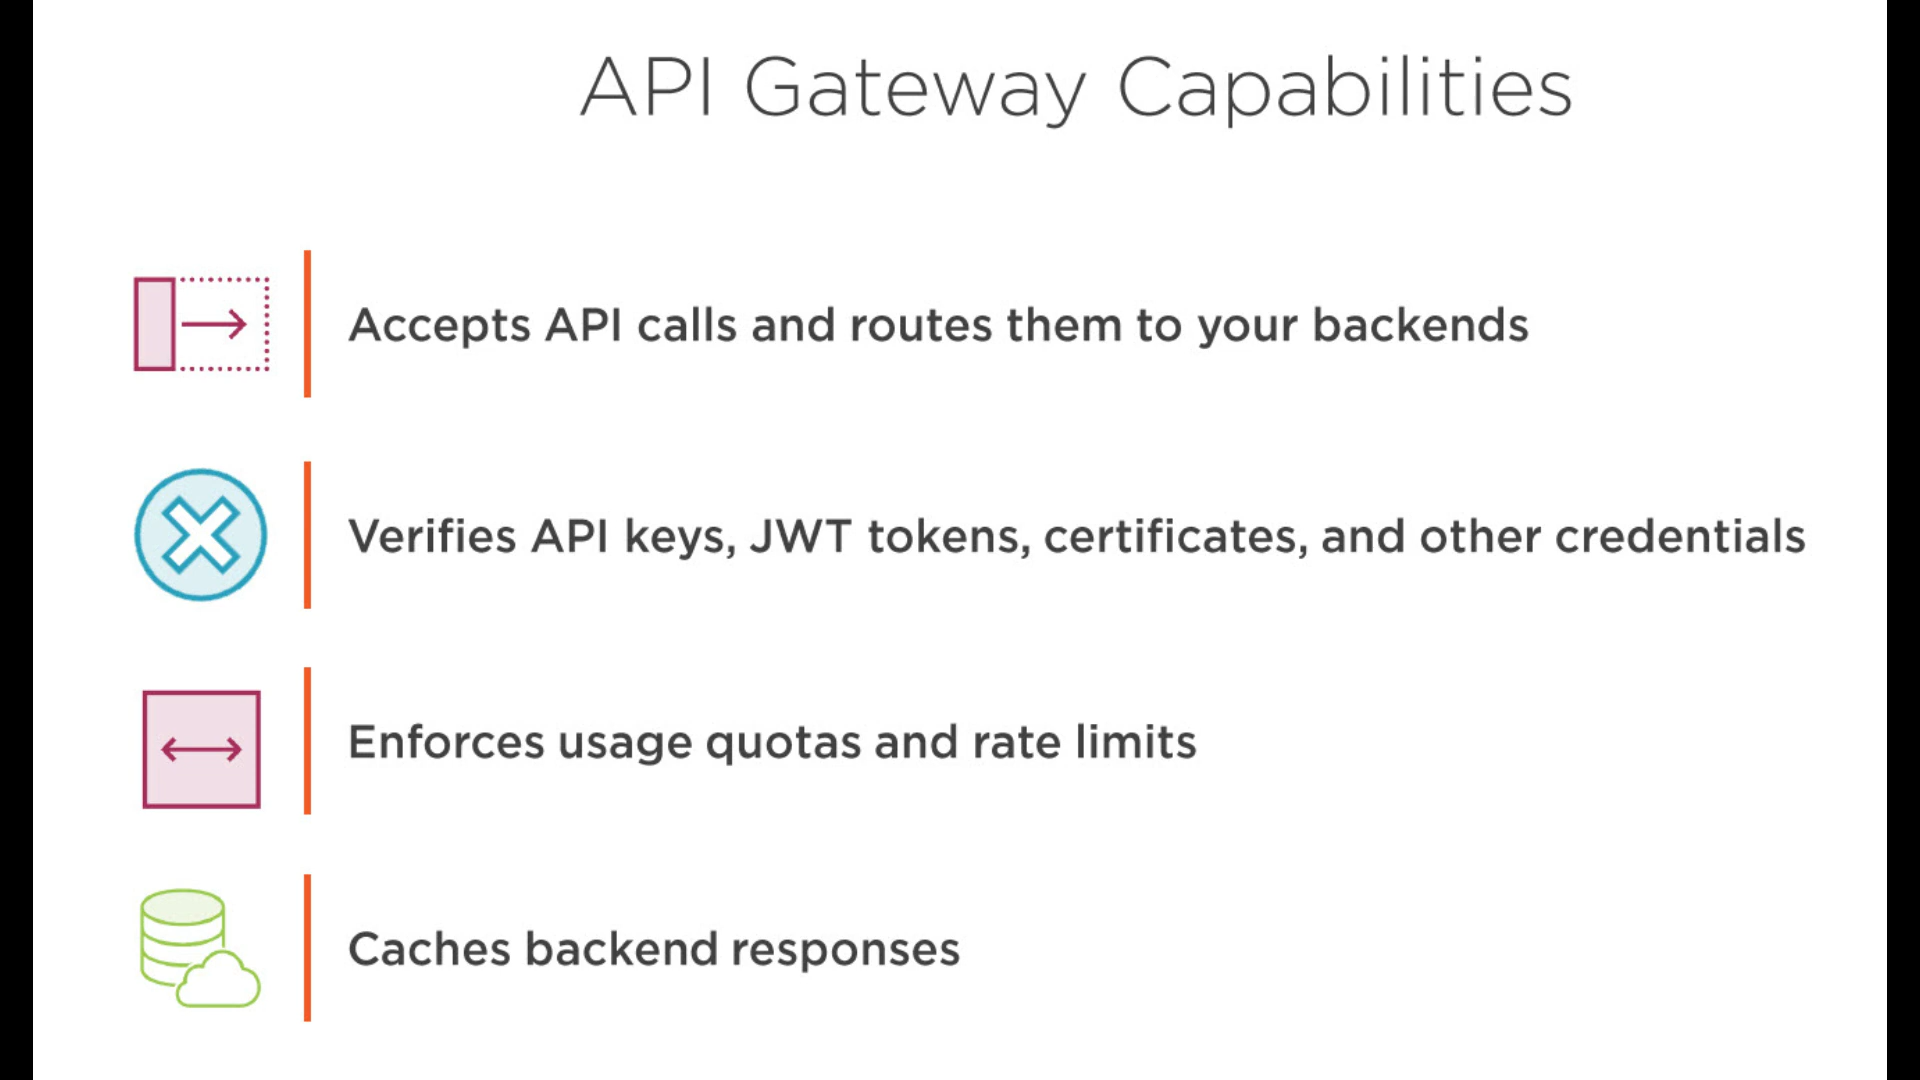 API Gateway Capabilities
Accepts API calls and routes them to your backends
Verifies API keys, JWT tokens, certificates, and other credentials
Enforces usage quotas and rate limits
Caches backend responses